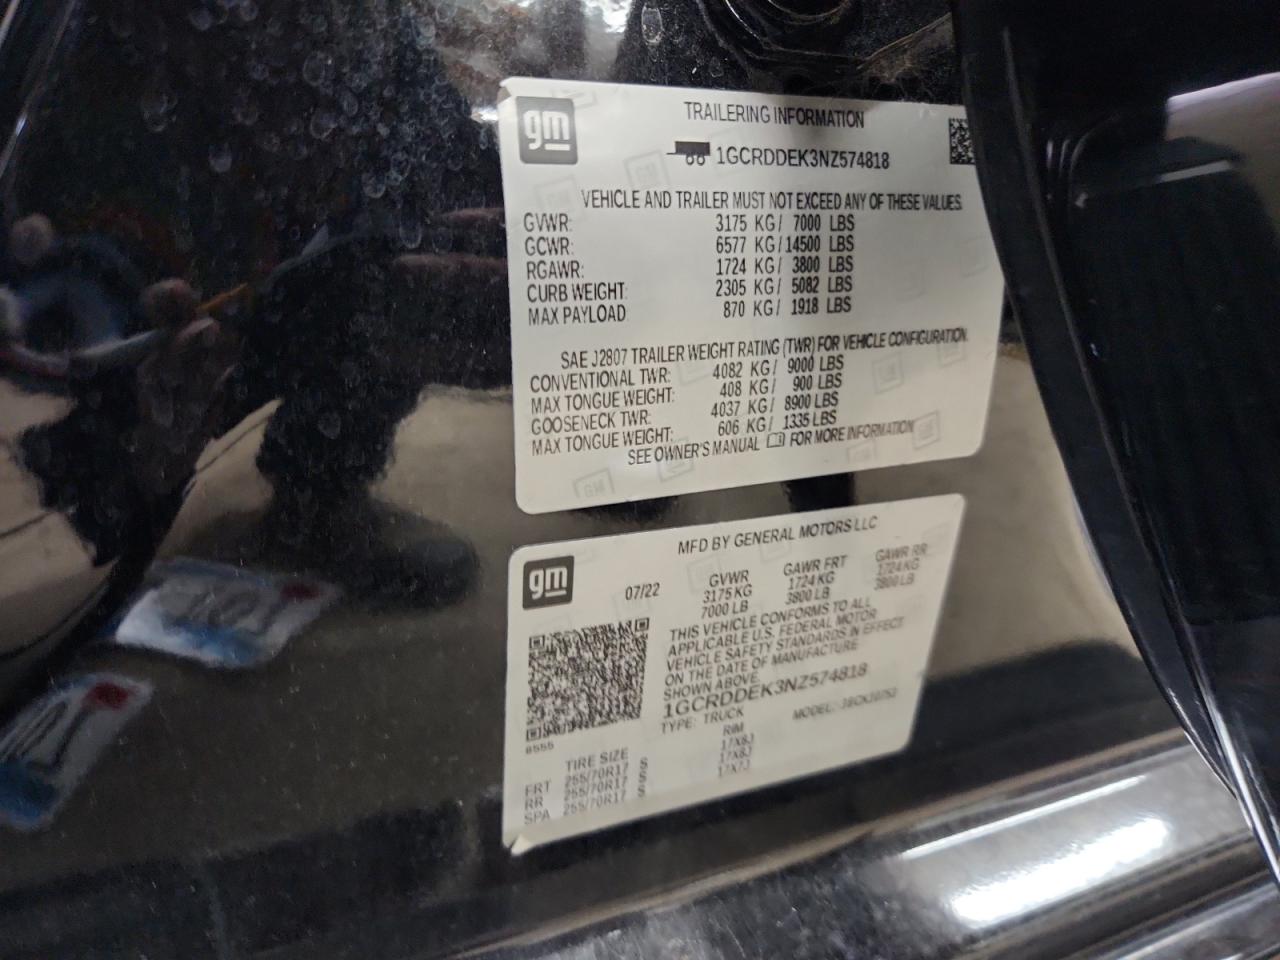 gm
TRAILERING INFORMATION
1GCRDDEK3NZ574818
VEHICLE AND TRAILER MUST NOT EXCEED ANY OF THESE VALUES.
GVWR: 3175 KG/ 7000 LBS
GCWR: 6577 KG/14500 LBS
RGAWR: 1724 KG/ 3800 LBS
CURB WEIGHT: 2305 KG/ 5082 LBS
MAX PAYLOAD 870 KG/ 1918 LBS
SAE J2807 TRAILER WEIGHT RATING (TWR) FOR VEHICLE CONFIGURATION.
CONVENTIONAL TWR: 4082 KG/ 9000 LBS
MAX TONGUE WEIGHT: 408 KG/ 900 LBS
GOOSENECK TWR: 4037 KG/ 8900 LBS
MAX TONGUE WEIGHT: 606 KG/ 1335 LBS
SEE OWNER'S MANUAL FOR MORE INFORMATION
gm
MFD BY GENERAL MOTORS LLC
07/22 GVWR GAWR FRT GAWR RR
3175 KG 1724 KG 1724 KG
7000 LB 3800 LB 3800 LB
THIS VEHICLE CONFORMS TO ALL
APPLICABLE U.S. FEDERAL MOTOR
VEHICLE SAFETY STANDARDS IN EFFECT
ON THE DATE OF MANUFACTURE
SHOWN ABOVE.
1GCRDDEK3NZ574818
TYPE: TRUCK MODEL:
8555
TIRE SIZE RIM
FRT 255/70R17 S 17X8J
RR 255/70R17 S 17X8J
SPA 255/70R17 S 17X7J